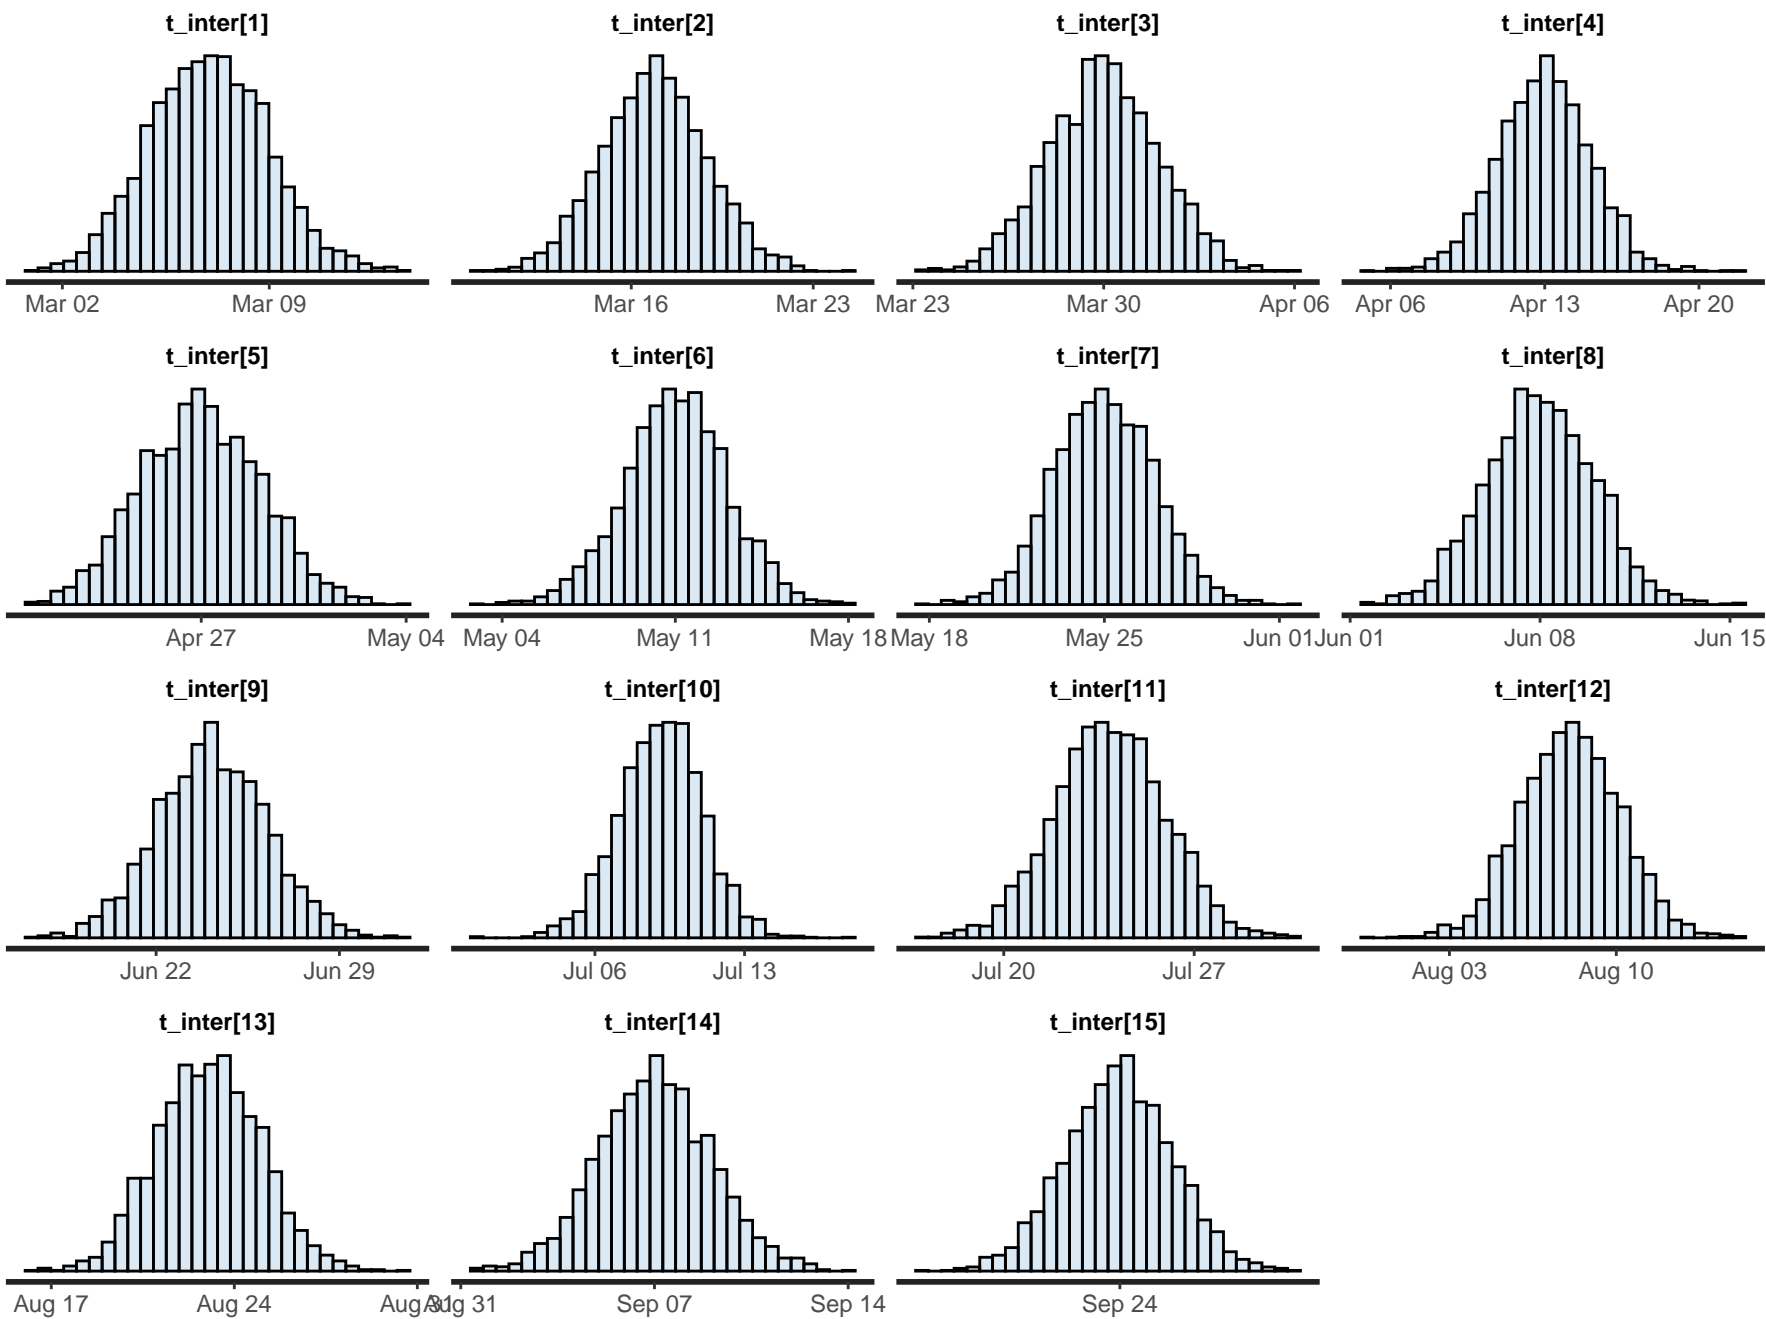 t_inter[1] t_inter[2] t_inter[3] t_inter[4]
Mar 02 Mar 09 Mar 16 Mar 23 Mar 23 Mar 30 Apr 06 Apr 06 Apr 13 Apr 20
t_inter[5] t_inter[6] t_inter[7] t_inter[8]
Apr 27 May 04 May 04 May 11 May 18 May 18 May 25 Jun 01 Jun 01 Jun 08 Jun 15
t_inter[9] t_inter[10] t_inter[11] t_inter[12]
Jun 22 Jun 29 Jul 06 Jul 13 Jul 20 Jul 27 Aug 03 Aug 10
t_inter[13] t_inter[14] t_inter[15]
Aug 17 Aug 24 Aug 31 Aug 31 Sep 07 Sep 14 Sep 24